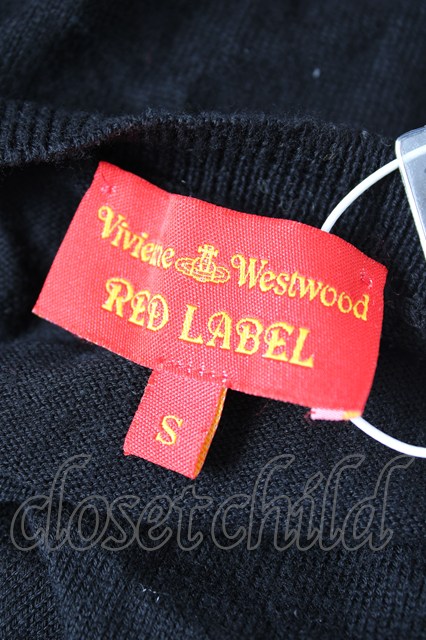 Viviene Westwood
RED LABEL
S
closetchild